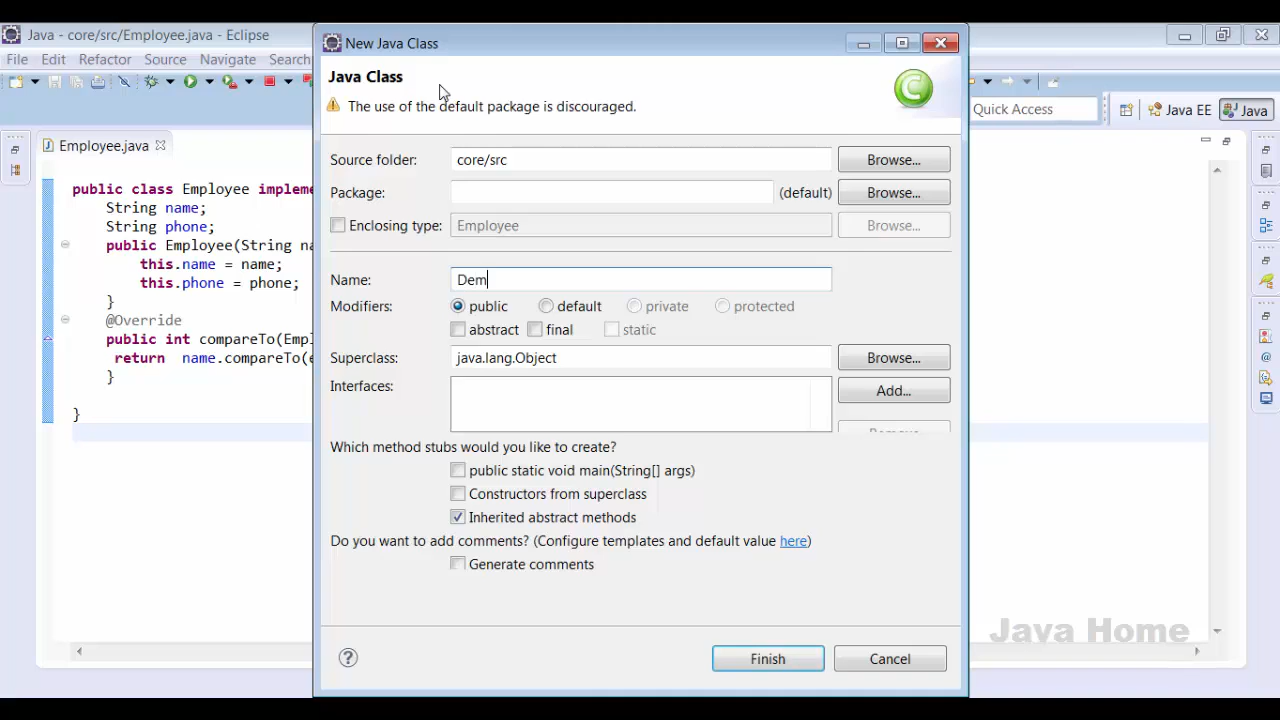 Java - core/src/Employee.java - Eclipse
New Java Class
File Edit Refactor Source Navigate Search
Java Class
The use of the default package is discouraged.
Quick Access
Java EE
Java
Employee.java
Source folder: core/src Browse...
Package: (default) Browse...
Enclosing type: Employee Browse...
Name: Dem
Modifiers: public default private protected
abstract final static
Superclass: java.lang.Object Browse...
Interfaces: Add...
Which method stubs would you like to create?
public static void main(String[] args)
Constructors from superclass
Inherited abstract methods
Do you want to add comments? (Configure templates and default value here)
Generate comments
Finish Cancel
public class Employee implem
String name;
String phone;
public Employee(String na
this.name = name;
this.phone = phone;
}
@Override
public int compareTo(Empl
return name.compareTo(e
}
}
Java Home